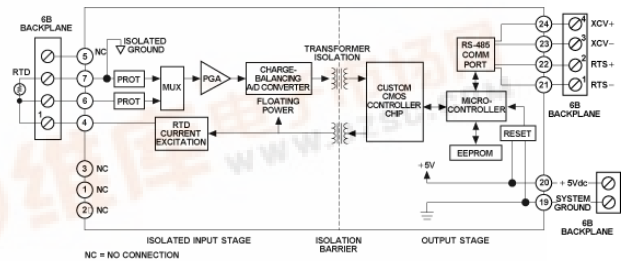 6B
BACKPLANE
RTD
1
5
NC
7
6
4
3
NC
1
NC
2
NC
ISOLATED
GROUND
PROT
PROT
MUX
PGA
CHARGE-
BALANCING
A/D CONVERTER
FLOATING
POWER
RTD
CURRENT
EXCITATION
TRANSFORMER
ISOLATION
CUSTOM
CMOS
CONTROLLER
CHIP
RS-485
COMM
PORT
MICRO-
CONTROLLER
RESET
EEPROM
+5V
24
23
22
21
4
XCV+
3
XCV–
2
RTS+
1
RTS–
6B
BACKPLANE
20
+ 5Vdc
19
SYSTEM
GROUND
6B
BACKPLANE
ISOLATED INPUT STAGE
ISOLATION
BARRIER
OUTPUT STAGE
NC = NO CONNECTION